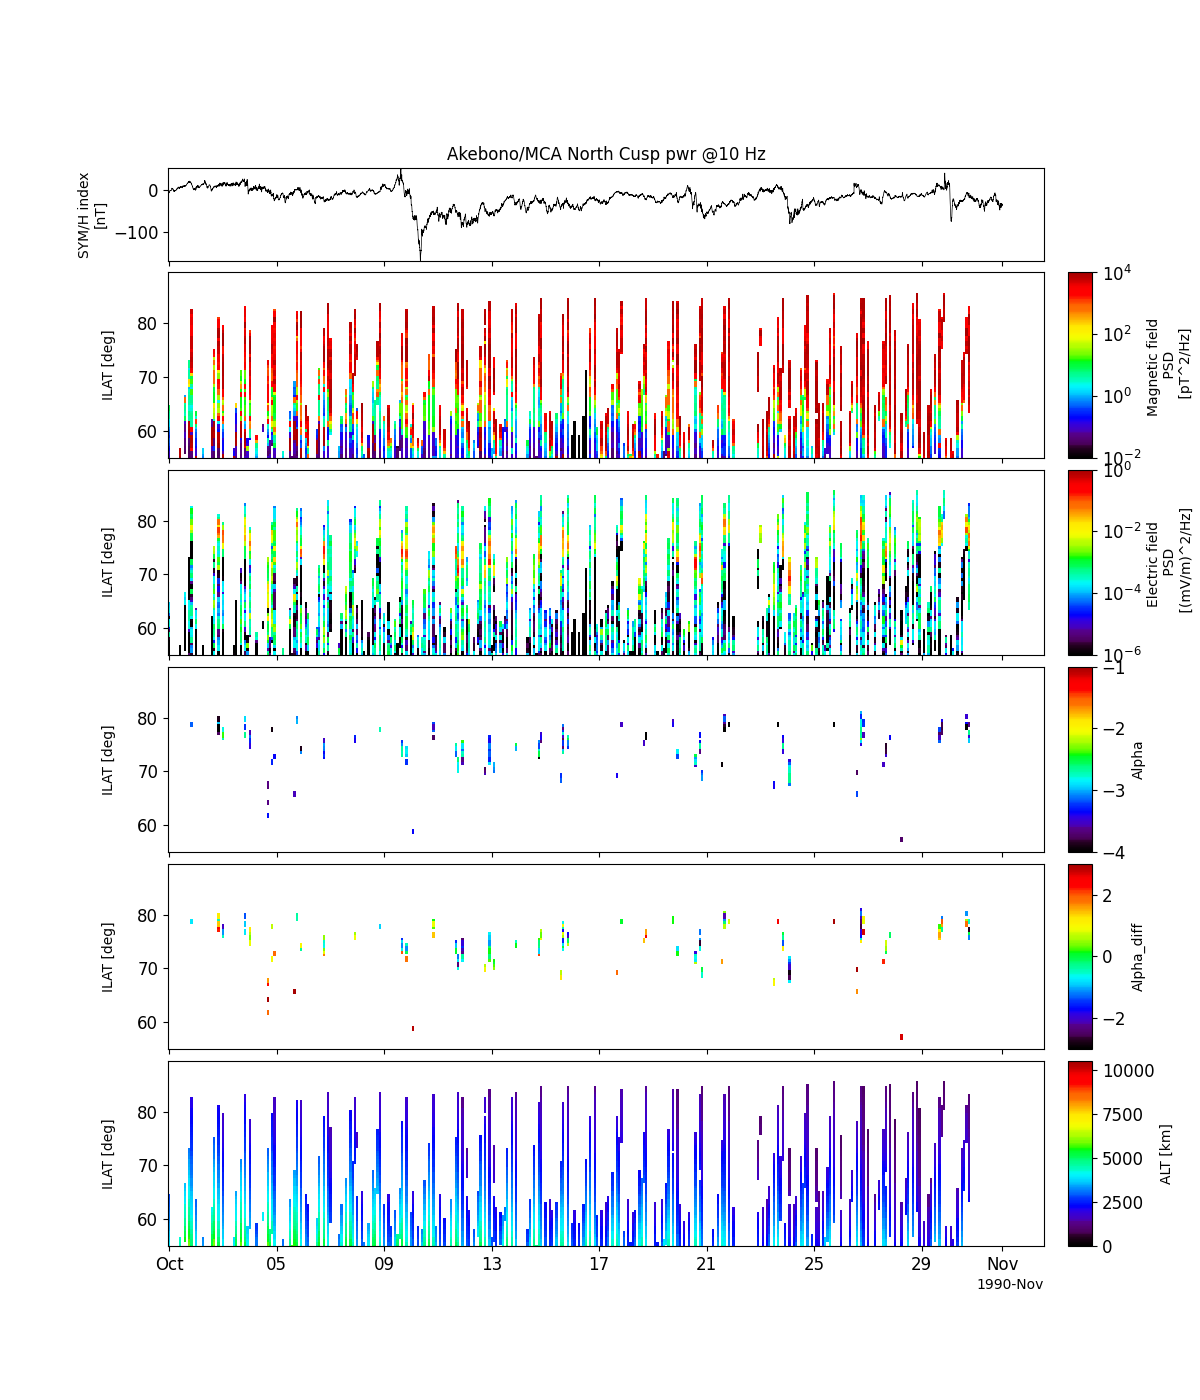 Akebono/MCA North Cusp pwr @10 Hz
SYM/H index
[nT]
0
−100
ILAT [deg]
80
70
60
10^4
10^2
10^0
10^−2
Magnetic field
PSD
[pT^2/Hz]
ILAT [deg]
80
70
60
10^0
10^−2
10^−4
10^−6
Electric field
PSD
[(mV/m)^2/Hz]
ILAT [deg]
80
70
60
−1
−2
−3
−4
Alpha
ILAT [deg]
80
70
60
2
0
−2
Alpha_diff
ILAT [deg]
80
70
60
10000
7500
5000
2500
0
ALT [km]
Oct 05 09 13 17 21 25 29 Nov
1990-Nov